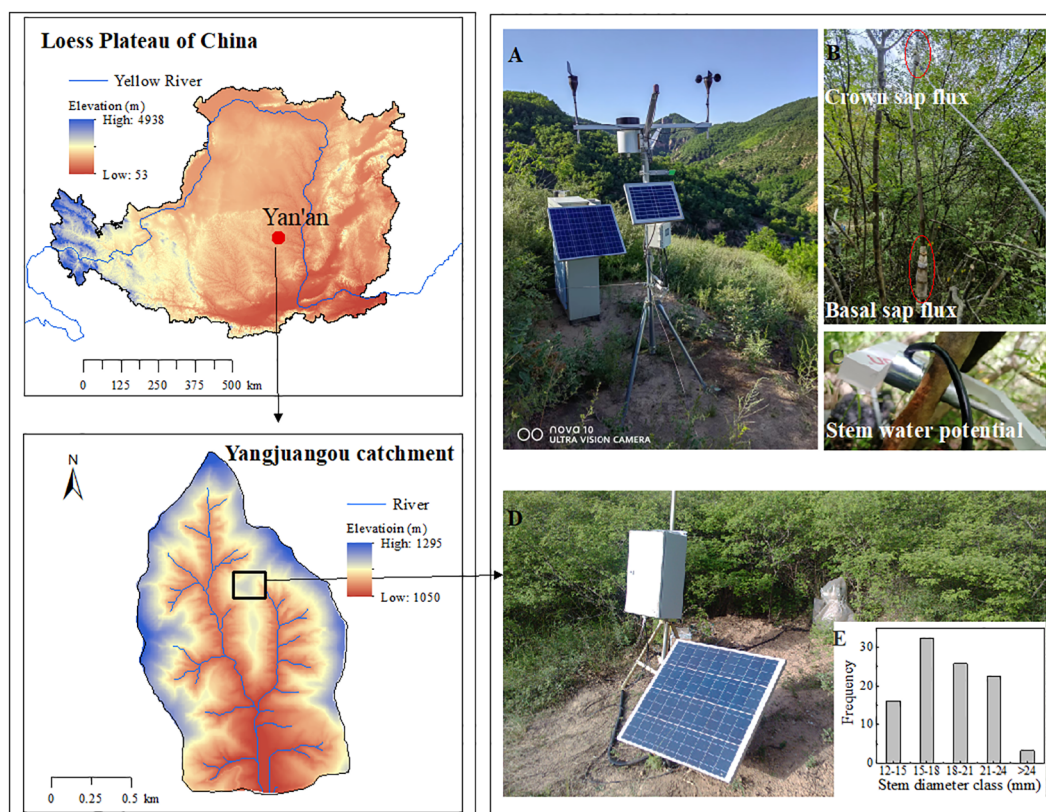 Loess Plateau of China
Yellow River
Elevation (m)
High: 4938
Low: 53
Yan'an
0 125 250 375 500
km
Yangjuangou catchment
N
River
Elevatioin (m)
High: 1295
Low: 1050
0 0.25 0.5
km
A
nova 10
ULTRA VISION CAMERA
B
Crown sap flux
Basal sap flux
C
Stem water potential
D
E
Frequency
30
15
0
12-15 15-18 18-21 21-24 >24
Stem diameter class (mm)